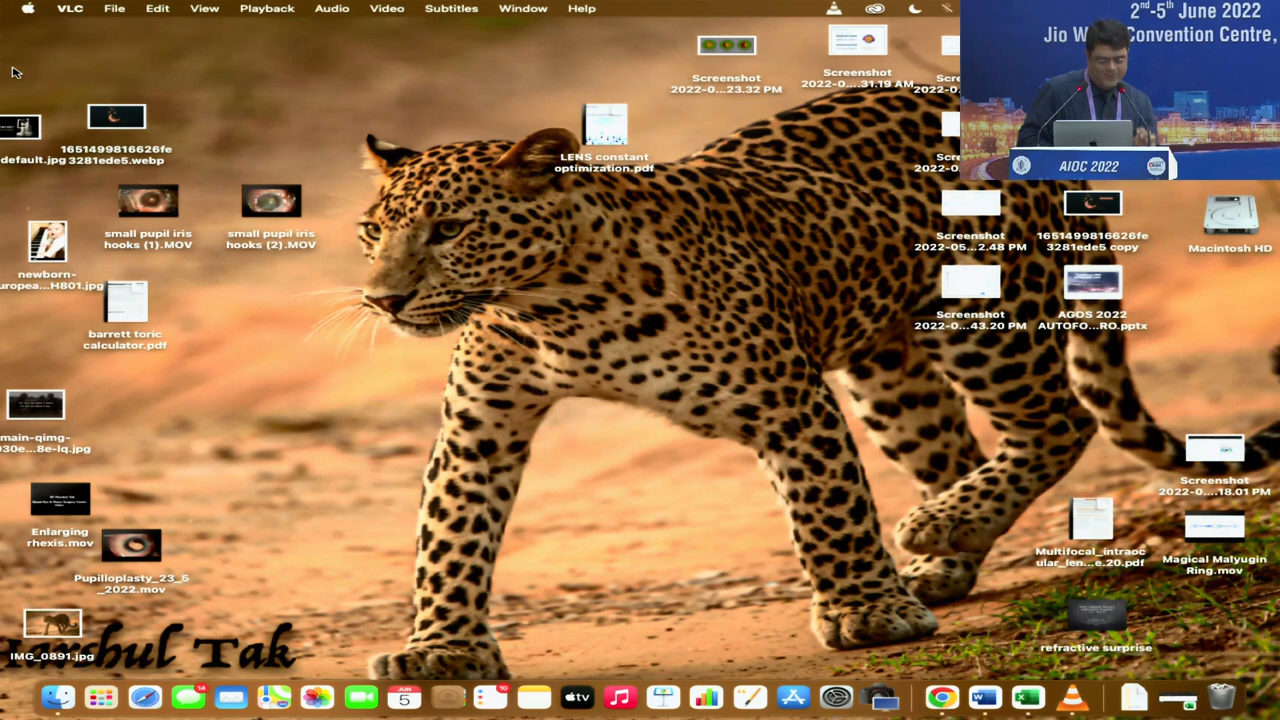 VLC File Edit View Playback Audio Video Subtitles Window Help
2nd-5th June 2022
Convention Centre,
AIOC 2022
Screenshot
2022-0....23.32 PM
Screenshot
2022-0....31.19 AM
default.jpg
1651499816626fe
3281ede5.webp
LENS constant
optimization.pdf
small pupil iris
hooks (1).MOV
small pupil iris
hooks (2).MOV
Screenshot
2022-05...2.48 PM
1651499816626fe
3281ede5 copy
Macintosh HD
newborn-
uropea...H801.jpg
barrett toric
calculator.pdf
Screenshot
2022-0...43.20 PM
AGOS 2022
AUTOFO...RO.pptx
main-qimg-
030e...8e-lq.jpg
Screenshot
2022-0....18.01 PM
Enlarging
rhexis.mov
Pupilloplasty_23_5
_2022.mov
Multifocal_intraoc
ular_len...e.20.pdf
Magical Malyugin
Ring.mov
IMG_0891.jpg
Tak
refractive surprise
14
JUN
5
10
tv